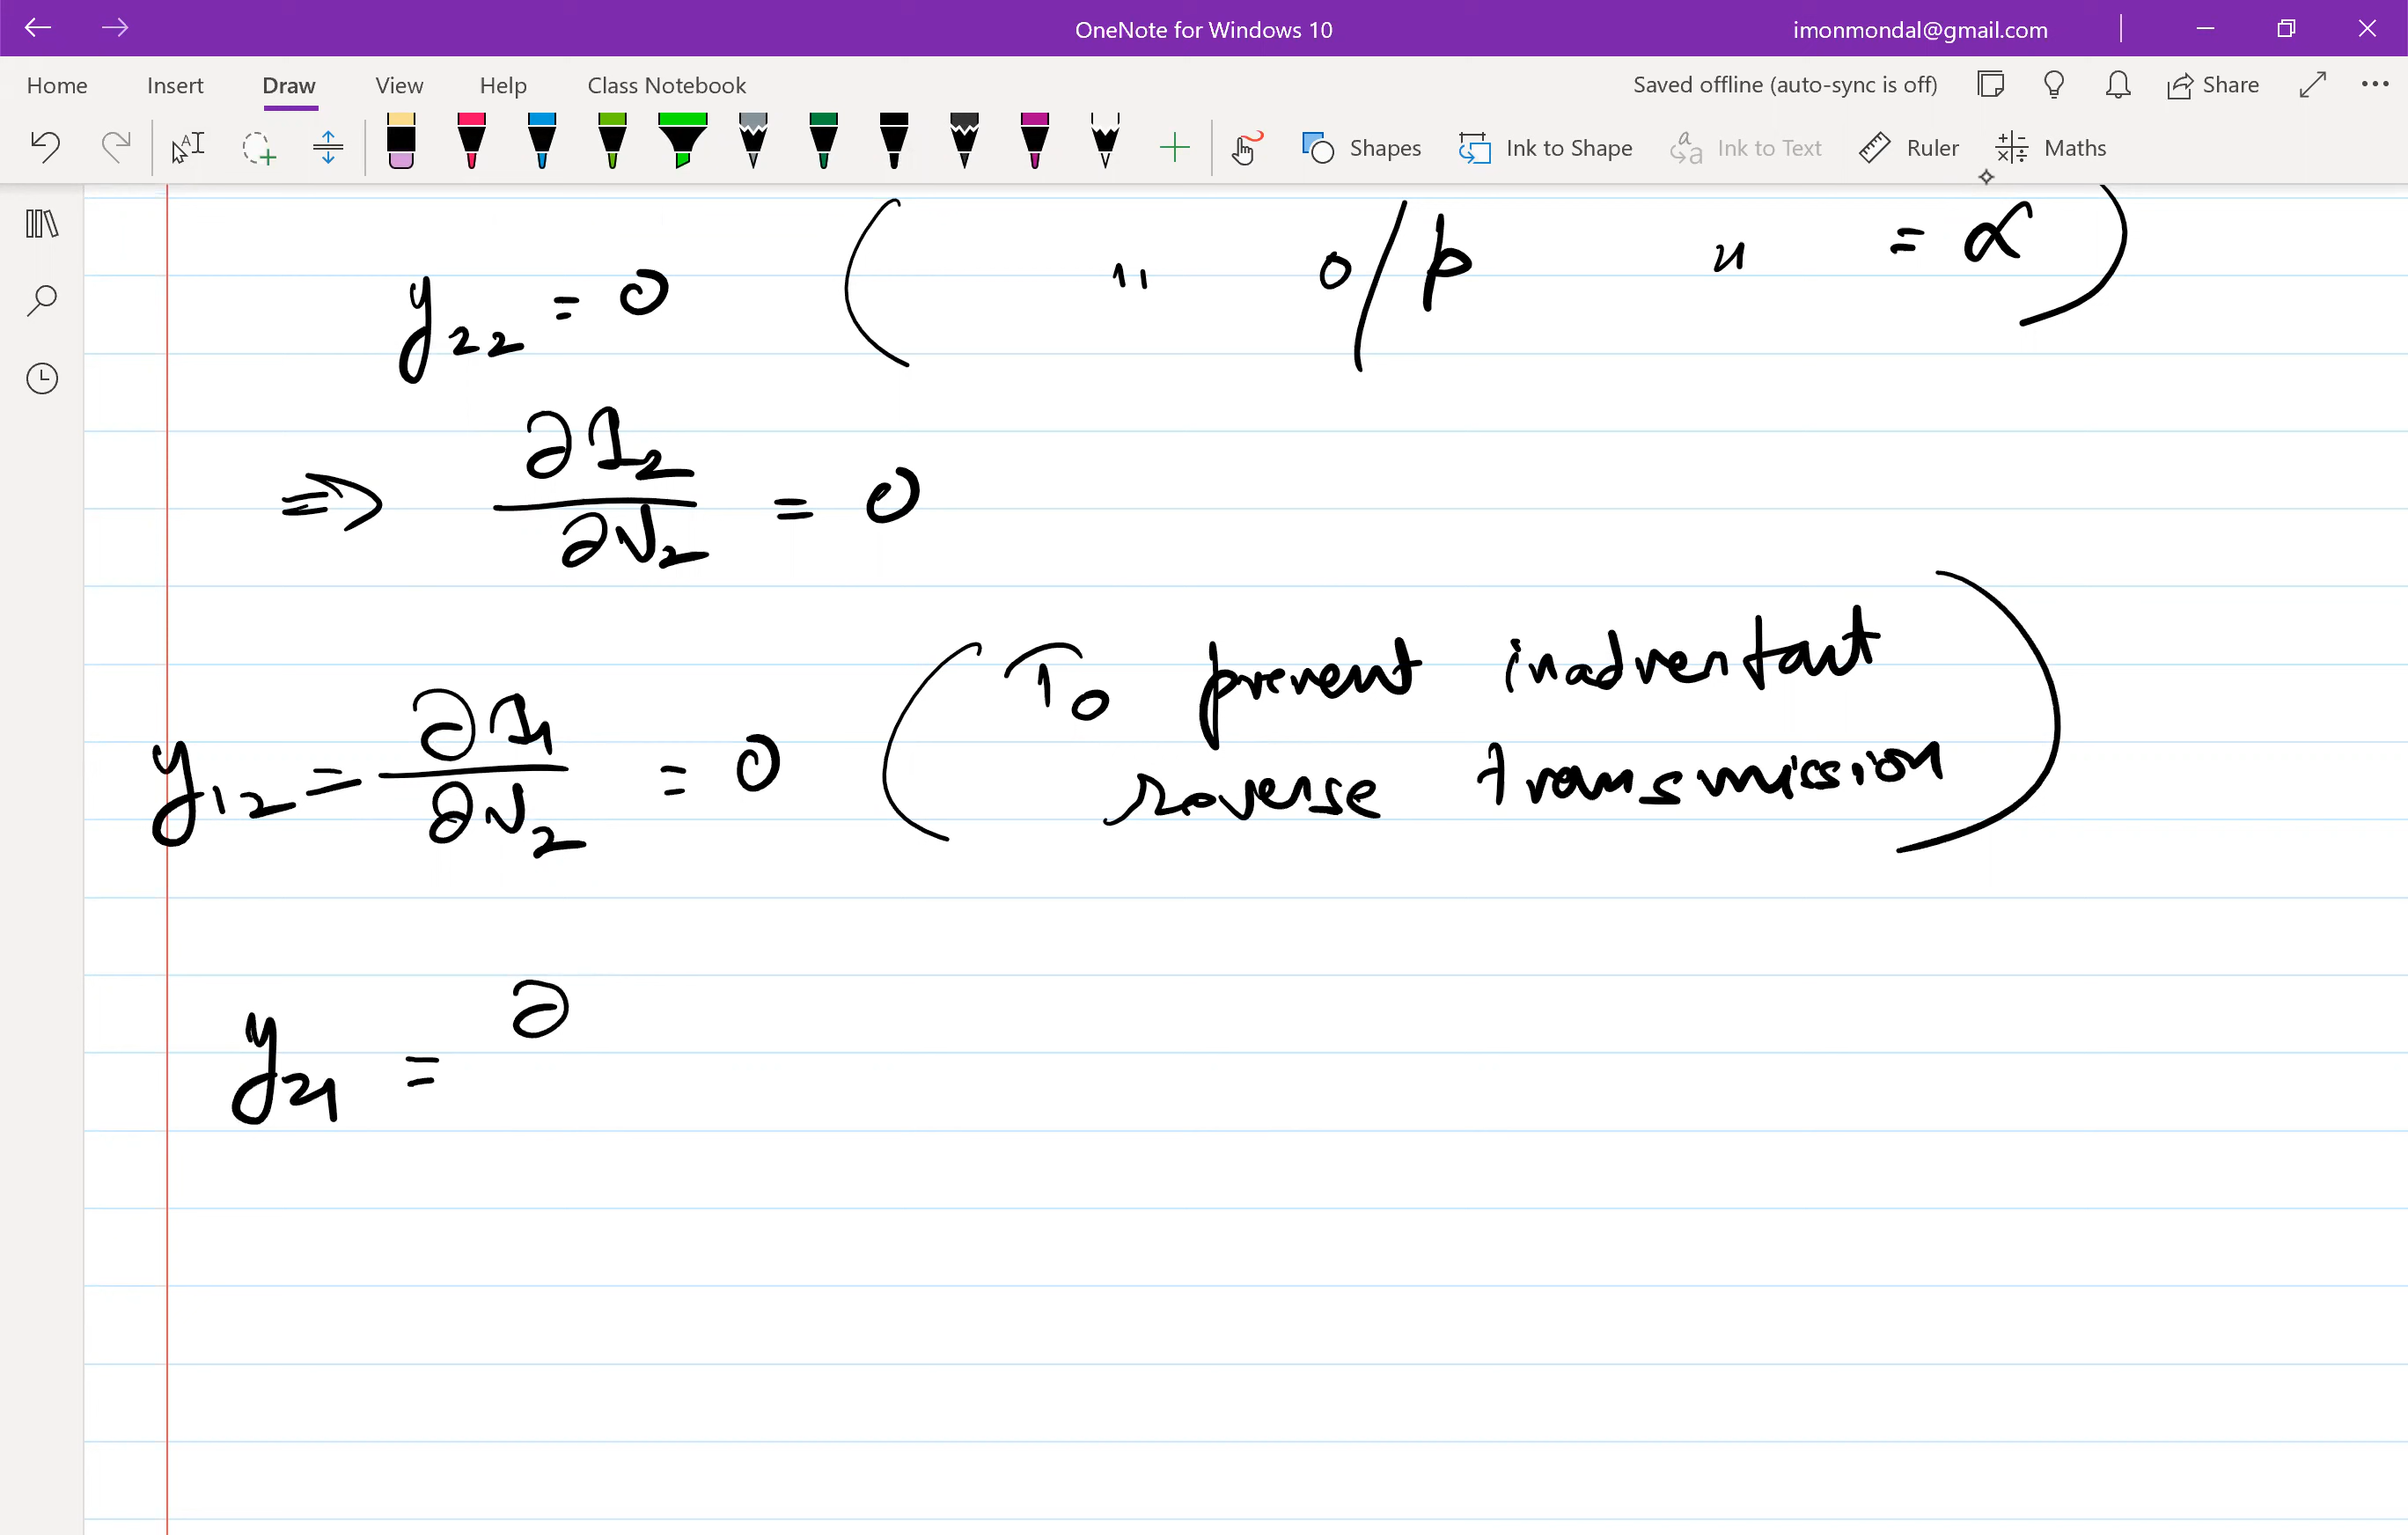 OneNote for Windows 10
imonmondal@gmail.com
Home Insert Draw View Help Class Notebook
Saved offline (auto-sync is off) Share
Shapes Ink to Shape Ink to Text Ruler Maths
y₂₂ = 0 ( " o/p " = α )
⇒ ∂I₂/∂V₂ = 0
y₁₂ = ∂I₁/∂V₂ = 0 ( To prevent inadvertant
reverse transmission )
y₂₁ = ∂